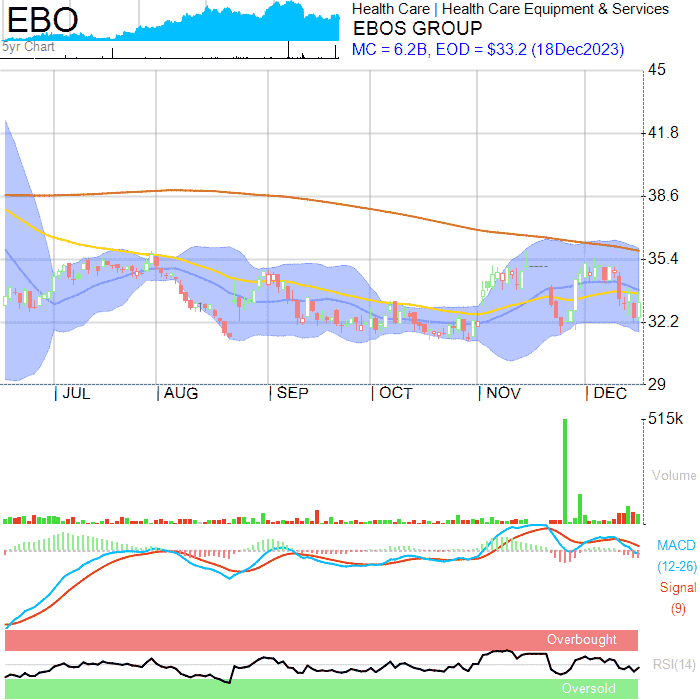 EBO
5yr Chart
Health Care | Health Care Equipment & Services
EBOS GROUP
MC = 6.2B, EOD = $33.2 (18Dec2023)
45
41.8
38.6
35.4
32.2
29
JUL
AUG
SEP
OCT
NOV
DEC
515k
Volume
MACD
(12-26)
Signal
(9)
Overbought
RSI(14)
Oversold